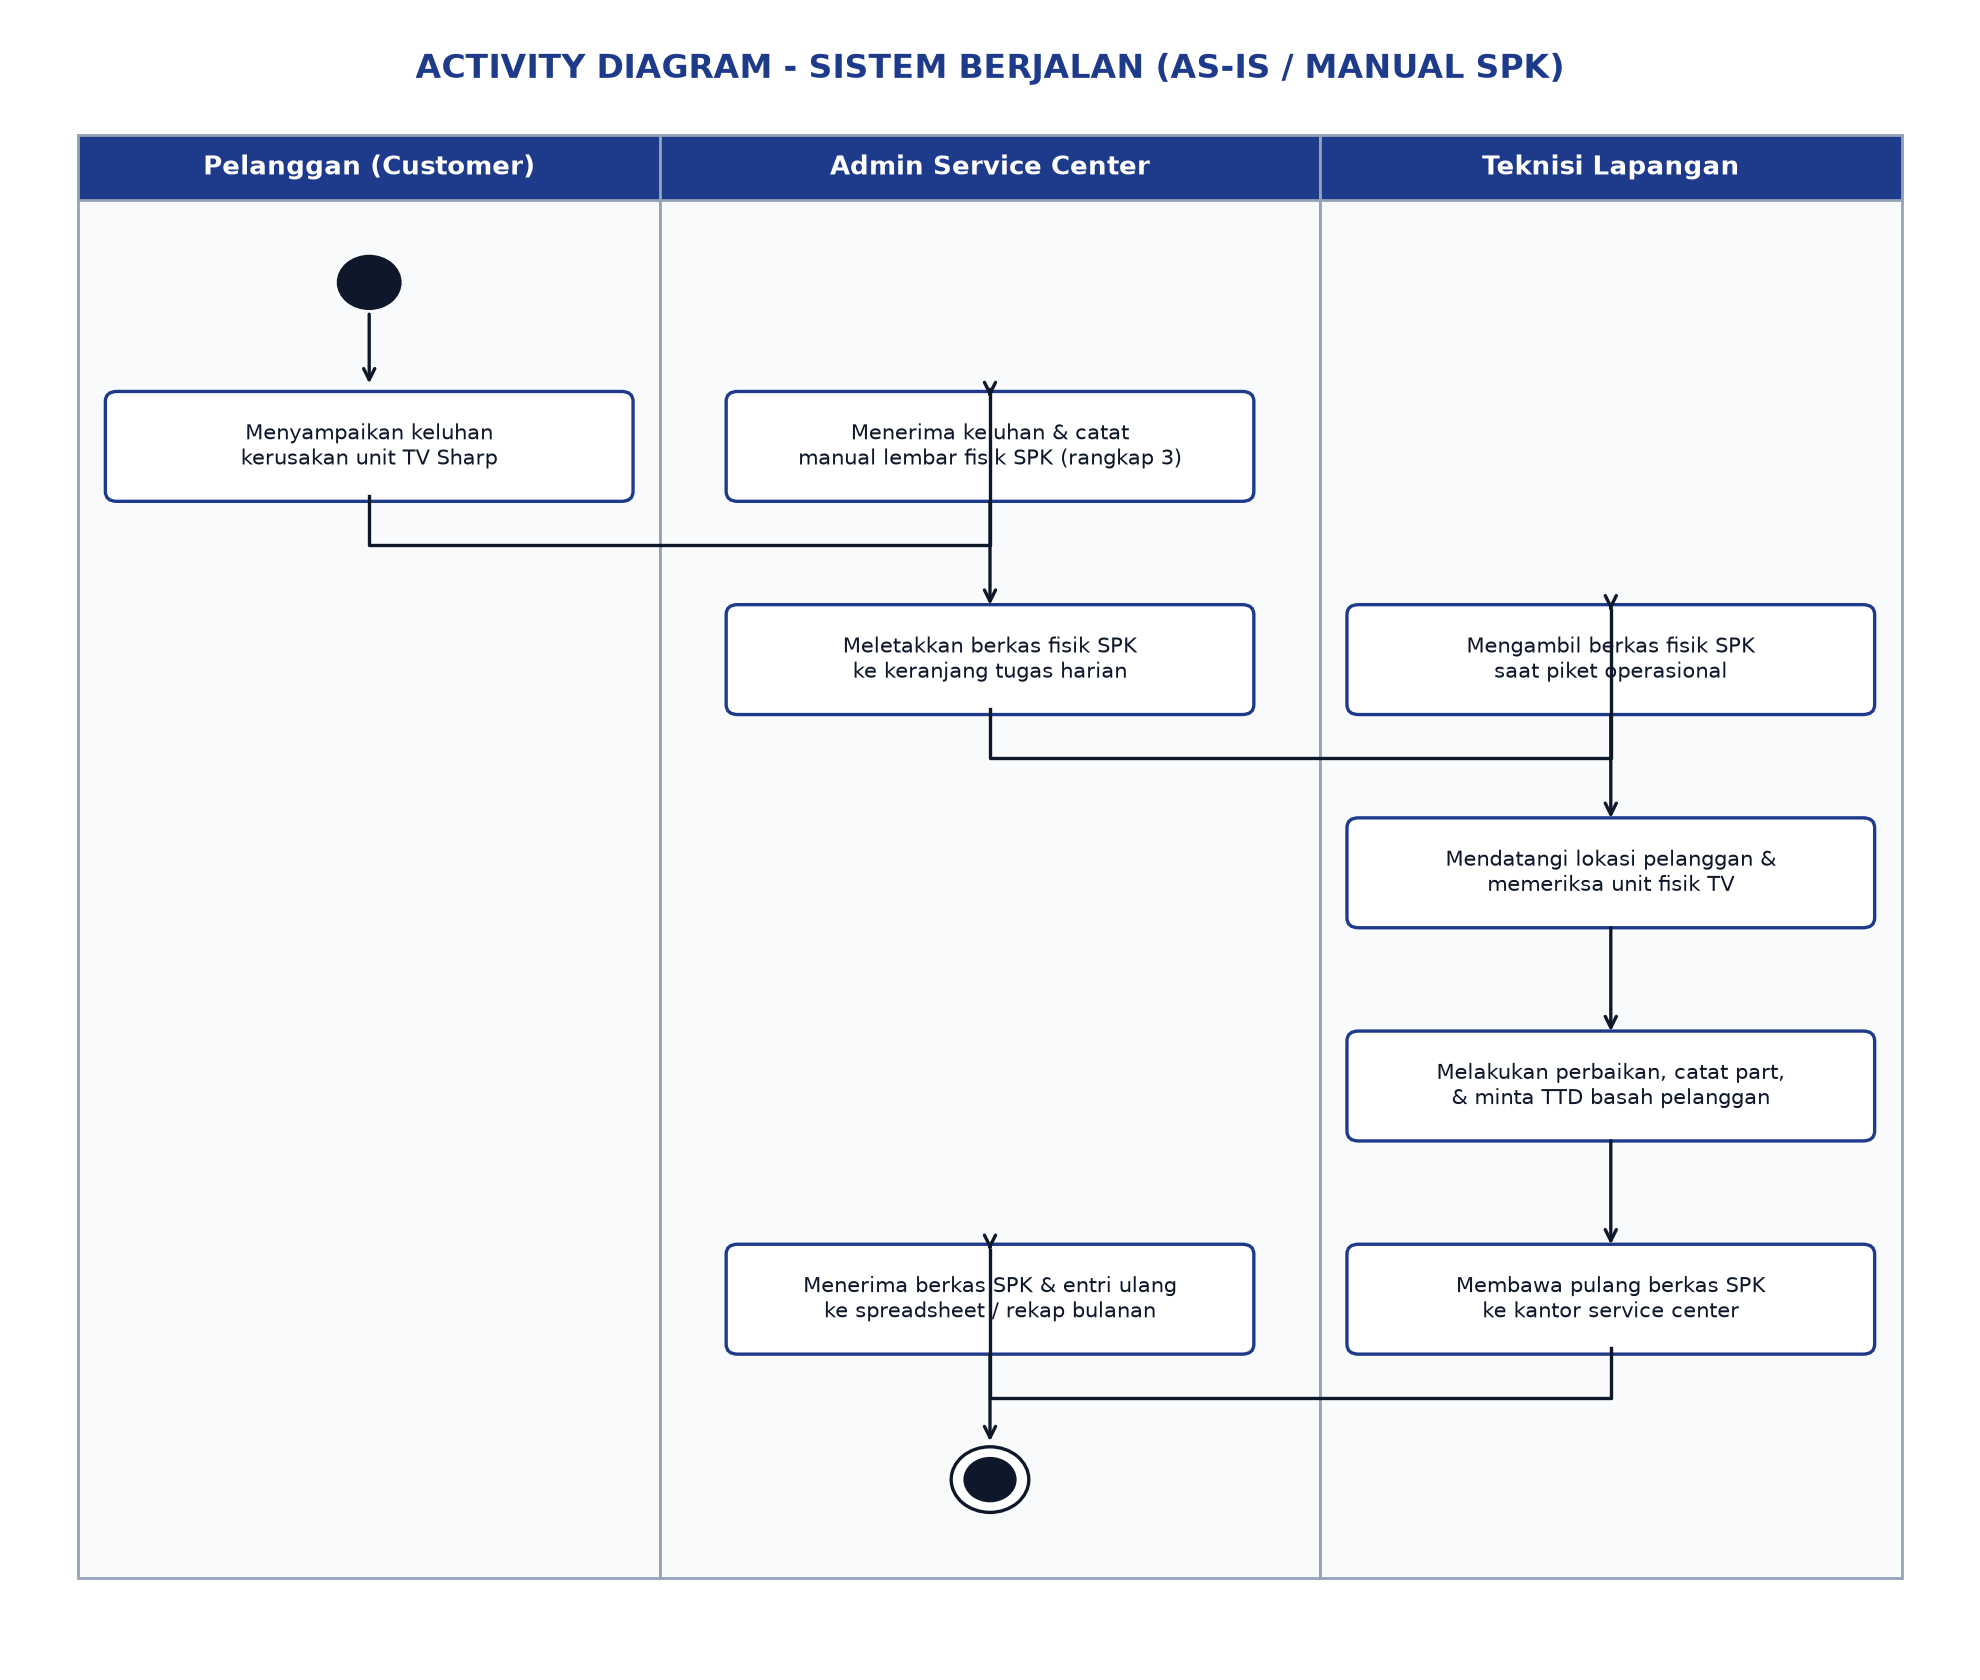 ACTIVITY DIAGRAM - SISTEM BERJALAN (AS-IS / MANUAL SPK)
Pelanggan (Customer)
Admin Service Center
Teknisi Lapangan
Menyampaikan keluhan
kerusakan unit TV Sharp
Menerima keluhan & catat
manual lembar fisik SPK (rangkap 3)
Meletakkan berkas fisik SPK
ke keranjang tugas harian
Mengambil berkas fisik SPK
saat piket operasional
Mendatangi lokasi pelanggan &
memeriksa unit fisik TV
Melakukan perbaikan, catat part,
& minta TTD basah pelanggan
Menerima berkas SPK & entri ulang
ke spreadsheet / rekap bulanan
Membawa pulang berkas SPK
ke kantor service center